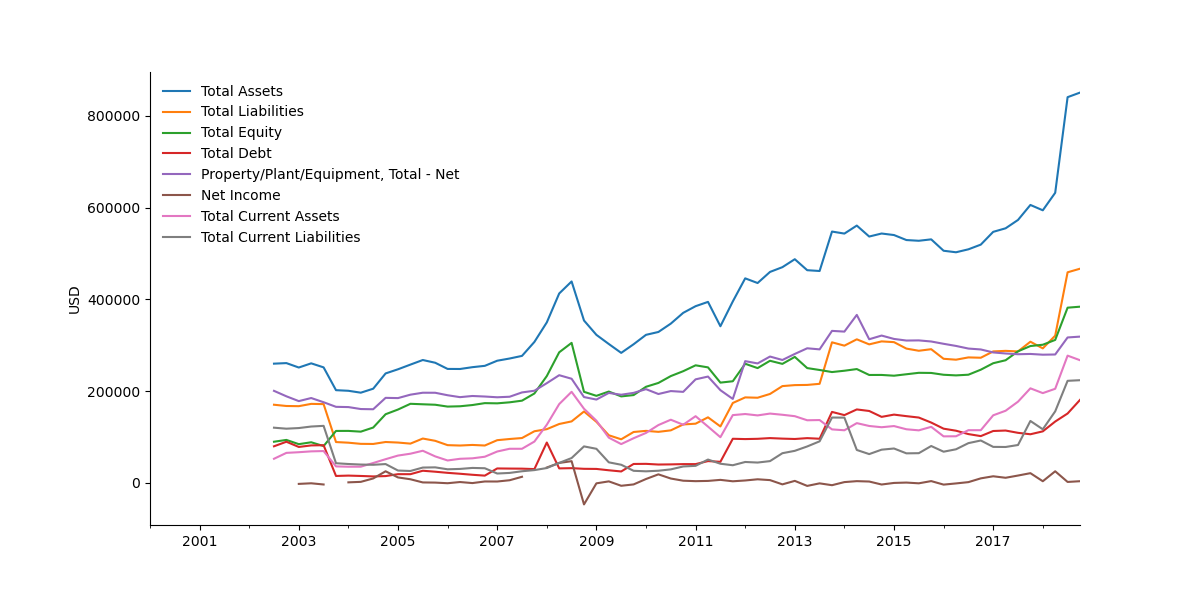 Total Assets
Total Liabilities
Total Equity
Total Debt
Property/Plant/Equipment, Total - Net
Net Income
Total Current Assets
Total Current Liabilities
USD
800000
600000
400000
200000
0
2001 2003 2005 2007 2009 2011 2013 2015 2017